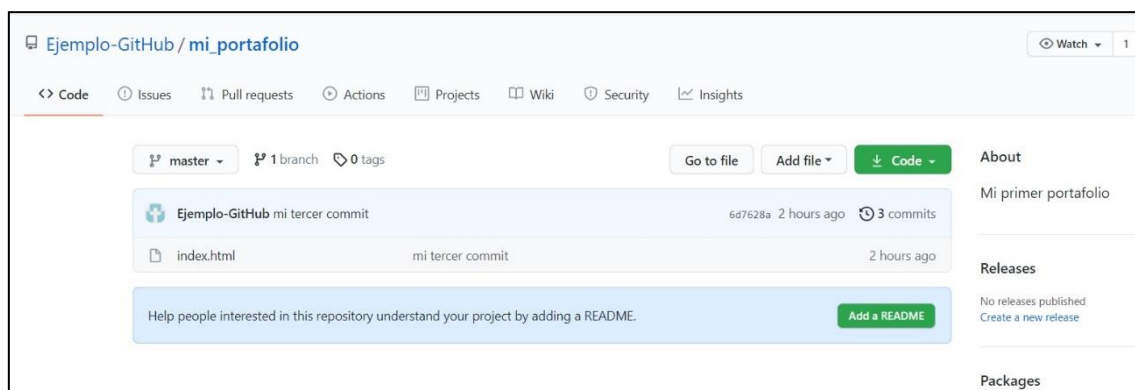 Ejemplo-GitHub / mi_portafolio
Watch 1
Code Issues Pull requests Actions Projects Wiki Security Insights
master 1 branch 0 tags Go to file Add file Code
Ejemplo-GitHub mi tercer commit 6d7628a 2 hours ago 3 commits
index.html mi tercer commit 2 hours ago
Help people interested in this repository understand your project by adding a README. Add a README
About
Mi primer portafolio
Releases
No releases published
Create a new release
Packages